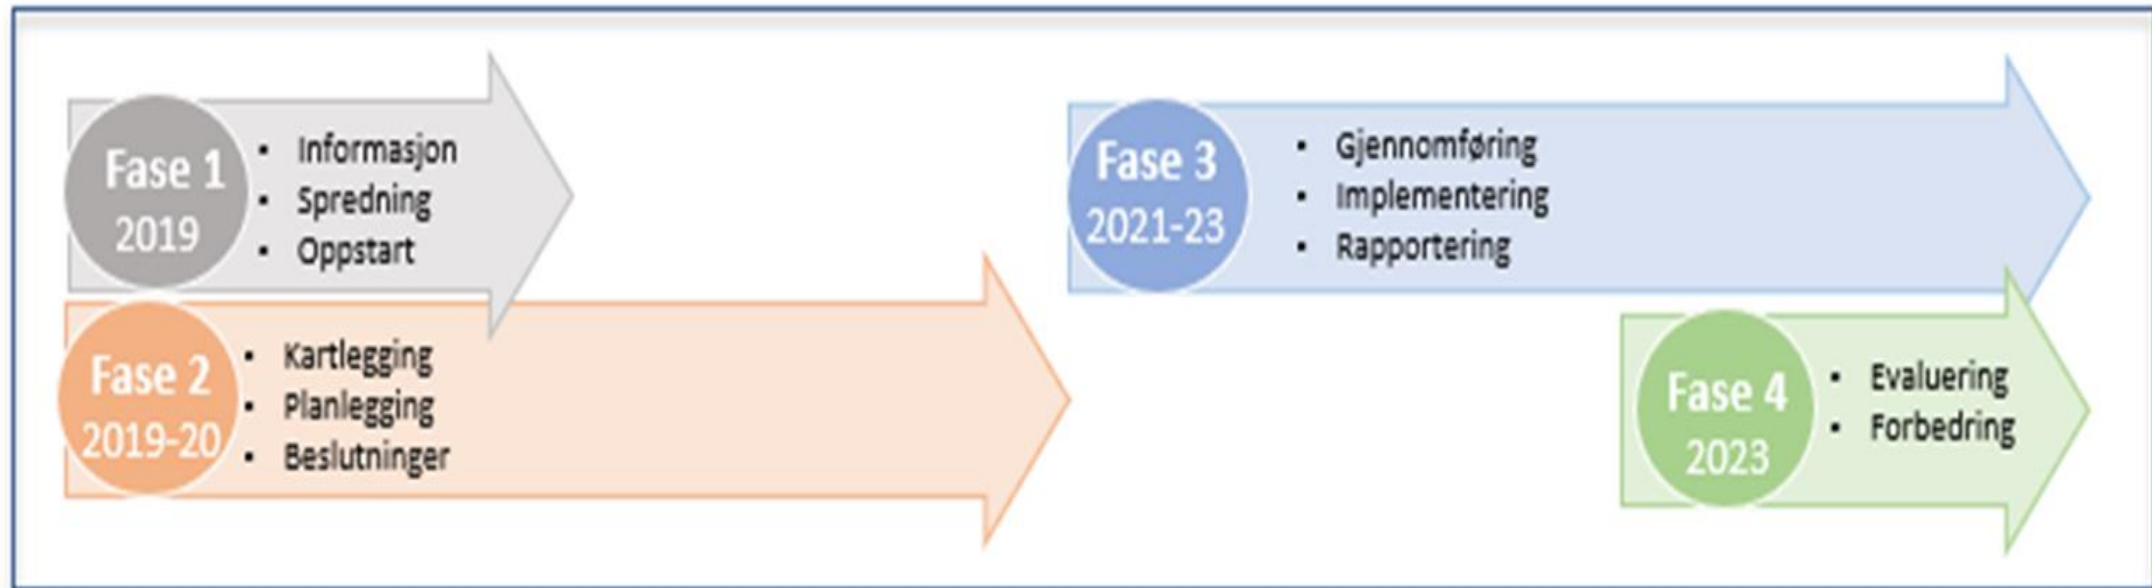 Fase 1
2019
▪ Informasjon
▪ Spredning
▪ Oppstart
Fase 2
2019-20
▪ Kartlegging
▪ Planlegging
▪ Beslutninger
Fase 3
2021-23
▪ Gjennomføring
▪ Implementering
▪ Rapportering
Fase 4
2023
▪ Evaluering
▪ Forbedring